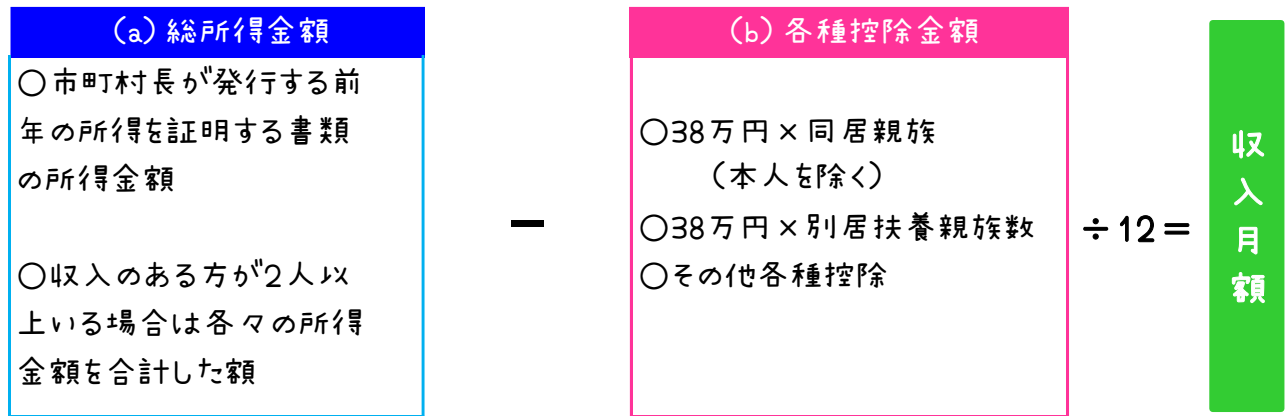 (a)総所得金額
○市町村長が発行する前
年の所得を証明する書類
の所得金額
○収入のある方が2人以
上いる場合は各々の所得
金額を合計した額
－
(b)各種控除金額
○38万円×同居親族
(本人を除く)
○38万円×別居扶養親族数
○その他各種控除
÷12＝
収入月額